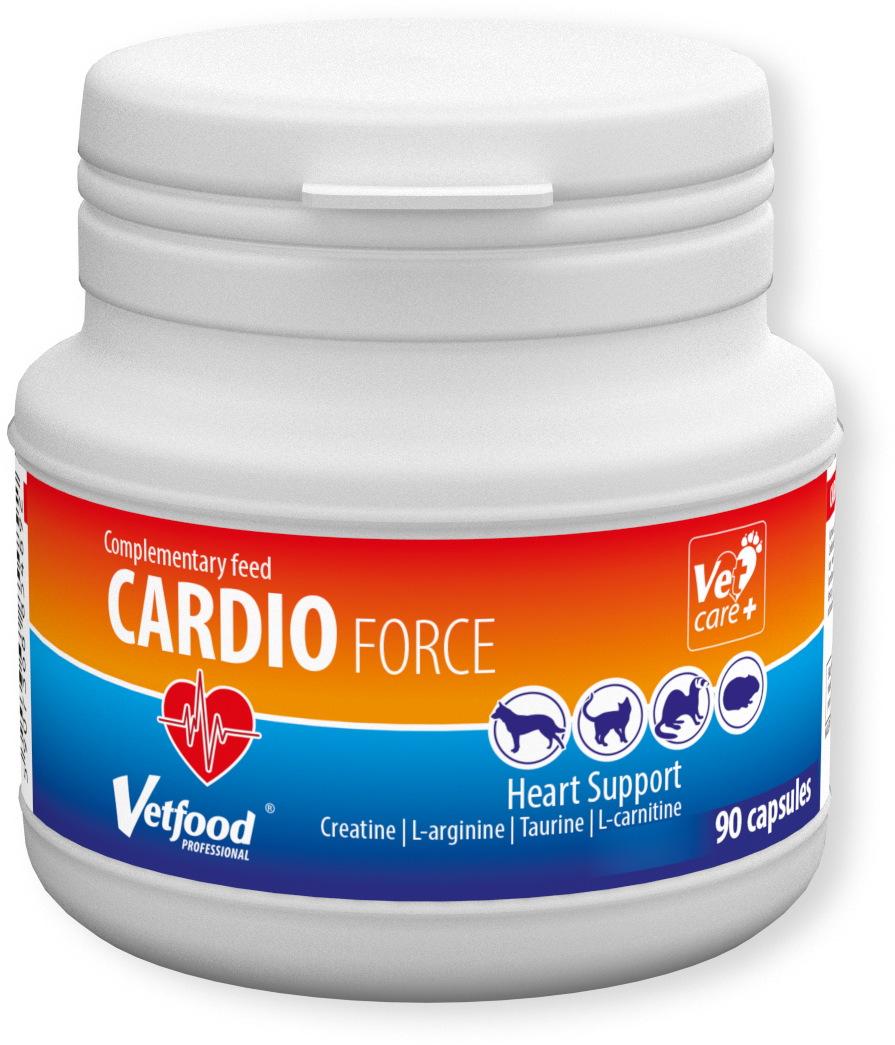 Complementary feed
CARDIO FORCE
Vet
care+
Heart Support
Creatine | L-arginine | Taurine | L-carnitine
90 capsules
Vetfood®
PROFESSIONAL